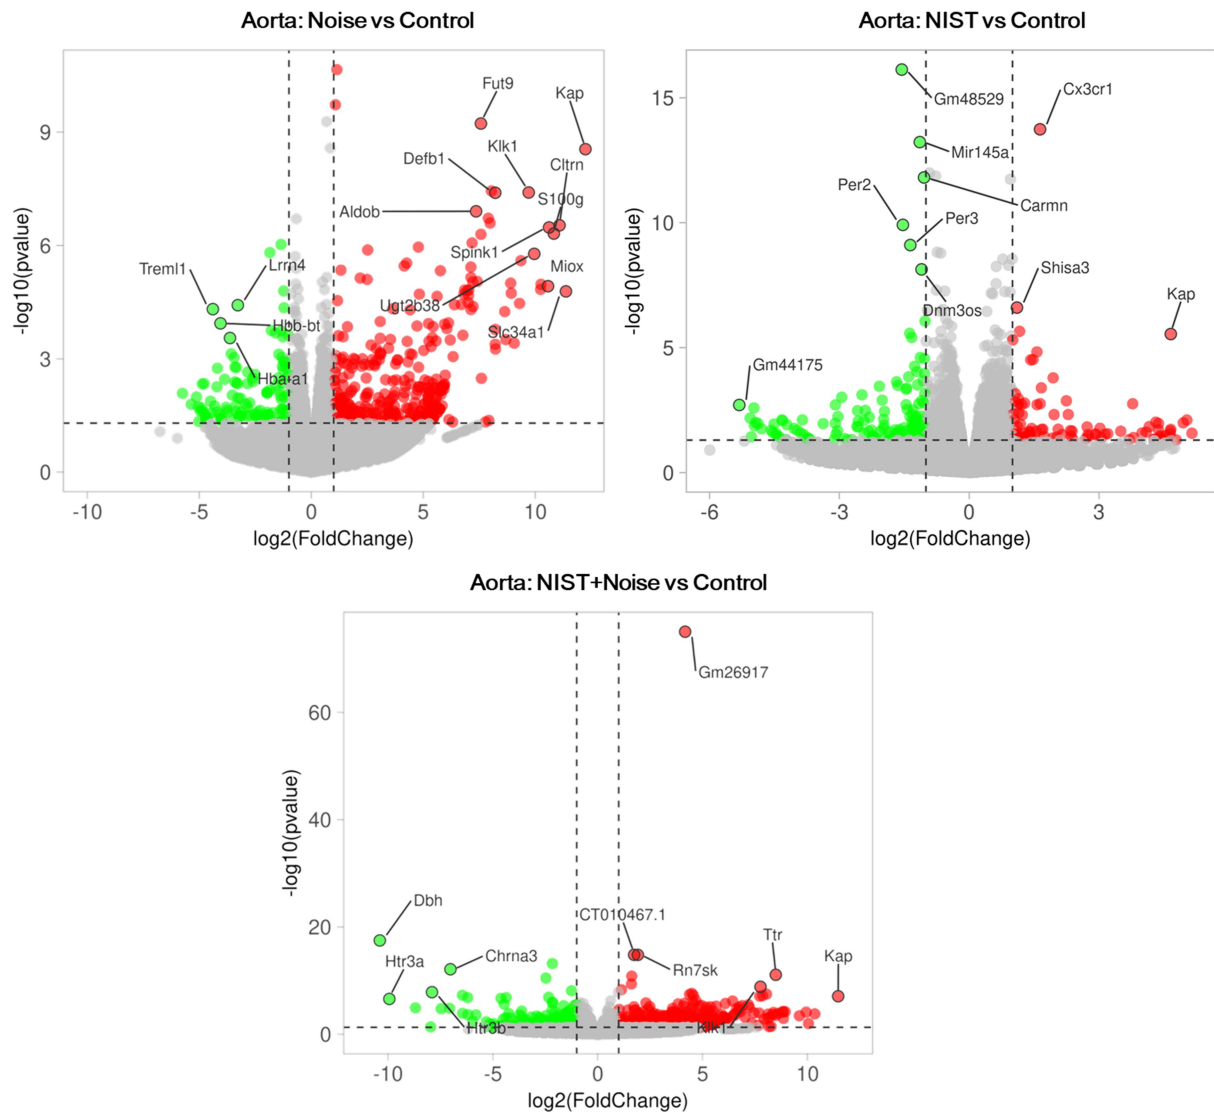 Aorta: Noise vs Control
Aorta: NIST vs Control
-log10(pvalue)
9
6
3
0
-10
-5
0
5
10
log2(FoldChange)
Fut9
Kap
Klk1
Defb1
Cltrn
S100g
Aldob
Spink1
Miox
Ugt2b38
Slc34a1
Treml1
Lrrn4
Hbb-bt
Hba-a1
-log10(pvalue)
15
10
5
0
-6
-3
0
3
log2(FoldChange)
Gm48529
Cx3cr1
Mir145a
Per2
Carmn
Per3
Shisa3
Dnm3os
Kap
Gm44175
Aorta: NIST+Noise vs Control
-log10(pvalue)
60
40
20
0
-10
-5
0
5
10
log2(FoldChange)
Gm26917
Dbh
CT010467.1
Htr3a
Chrna3
Rn7sk
Ttr
Kap
Htr3b
Klk1